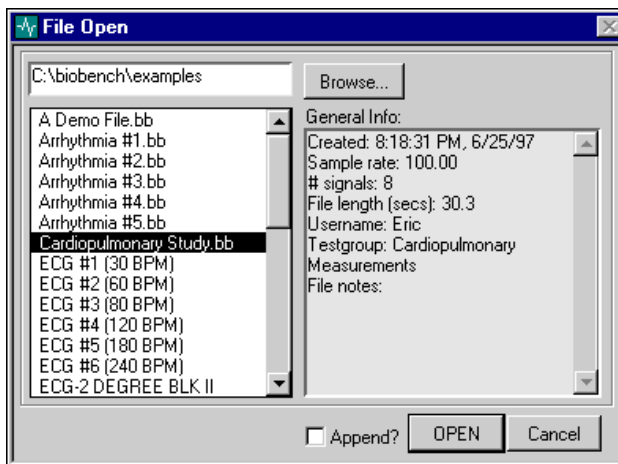 File Open
C:\biobench\examples
Browse...
A Demo File.bb
Arrhythmia #1.bb
Arrhythmia #2.bb
Arrhythmia #3.bb
Arrhythmia #4.bb
Arrhythmia #5.bb
Cardiopulmonary Study.bb
ECG #1 (30 BPM)
ECG #2 (60 BPM)
ECG #3 (80 BPM)
ECG #4 (120 BPM)
ECG #5 (180 BPM)
ECG #6 (240 BPM)
ECG-2 DEGREE BLK II
General Info:
Created: 8:18:31 PM, 6/25/97
Sample rate: 100.00
# signals: 8
File length (secs): 30.3
Username: Eric
Testgroup: Cardiopulmonary
Measurements
File notes:
Append?
OPEN
Cancel